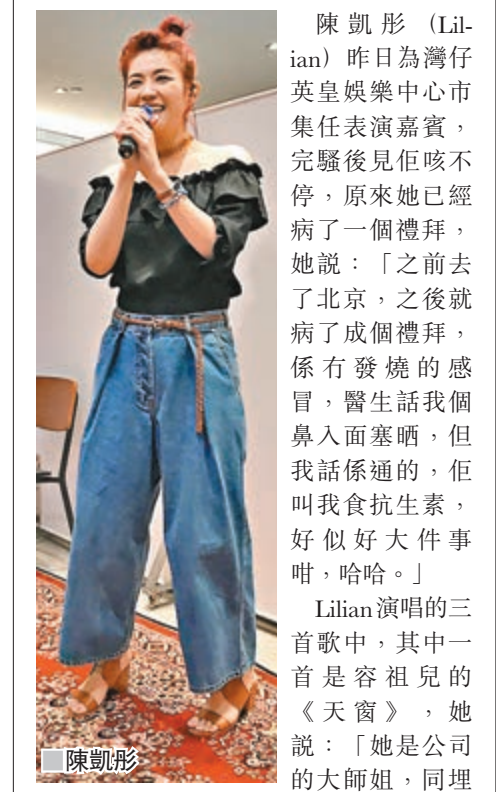 陳凱彤（Lil-
ian）昨日為灣仔
英皇娛樂中心市
集任表演嘉賓，
完騷後見佢咳不
停，原來她已經
病了一個禮拜，
她説：「之前去
了北京，之後就
病了成個禮拜，
係冇發燒的感
冒，醫生話我個
鼻入面塞晒，但
我話係通的，佢
叫我食抗生素，
好似好大件事
咁，哈哈。」
Lilian演唱的三
首歌中，其中一
首是容祖兒的
《天窗》，她
説：「她是公司
的大師姐，同埋
陳凱彤